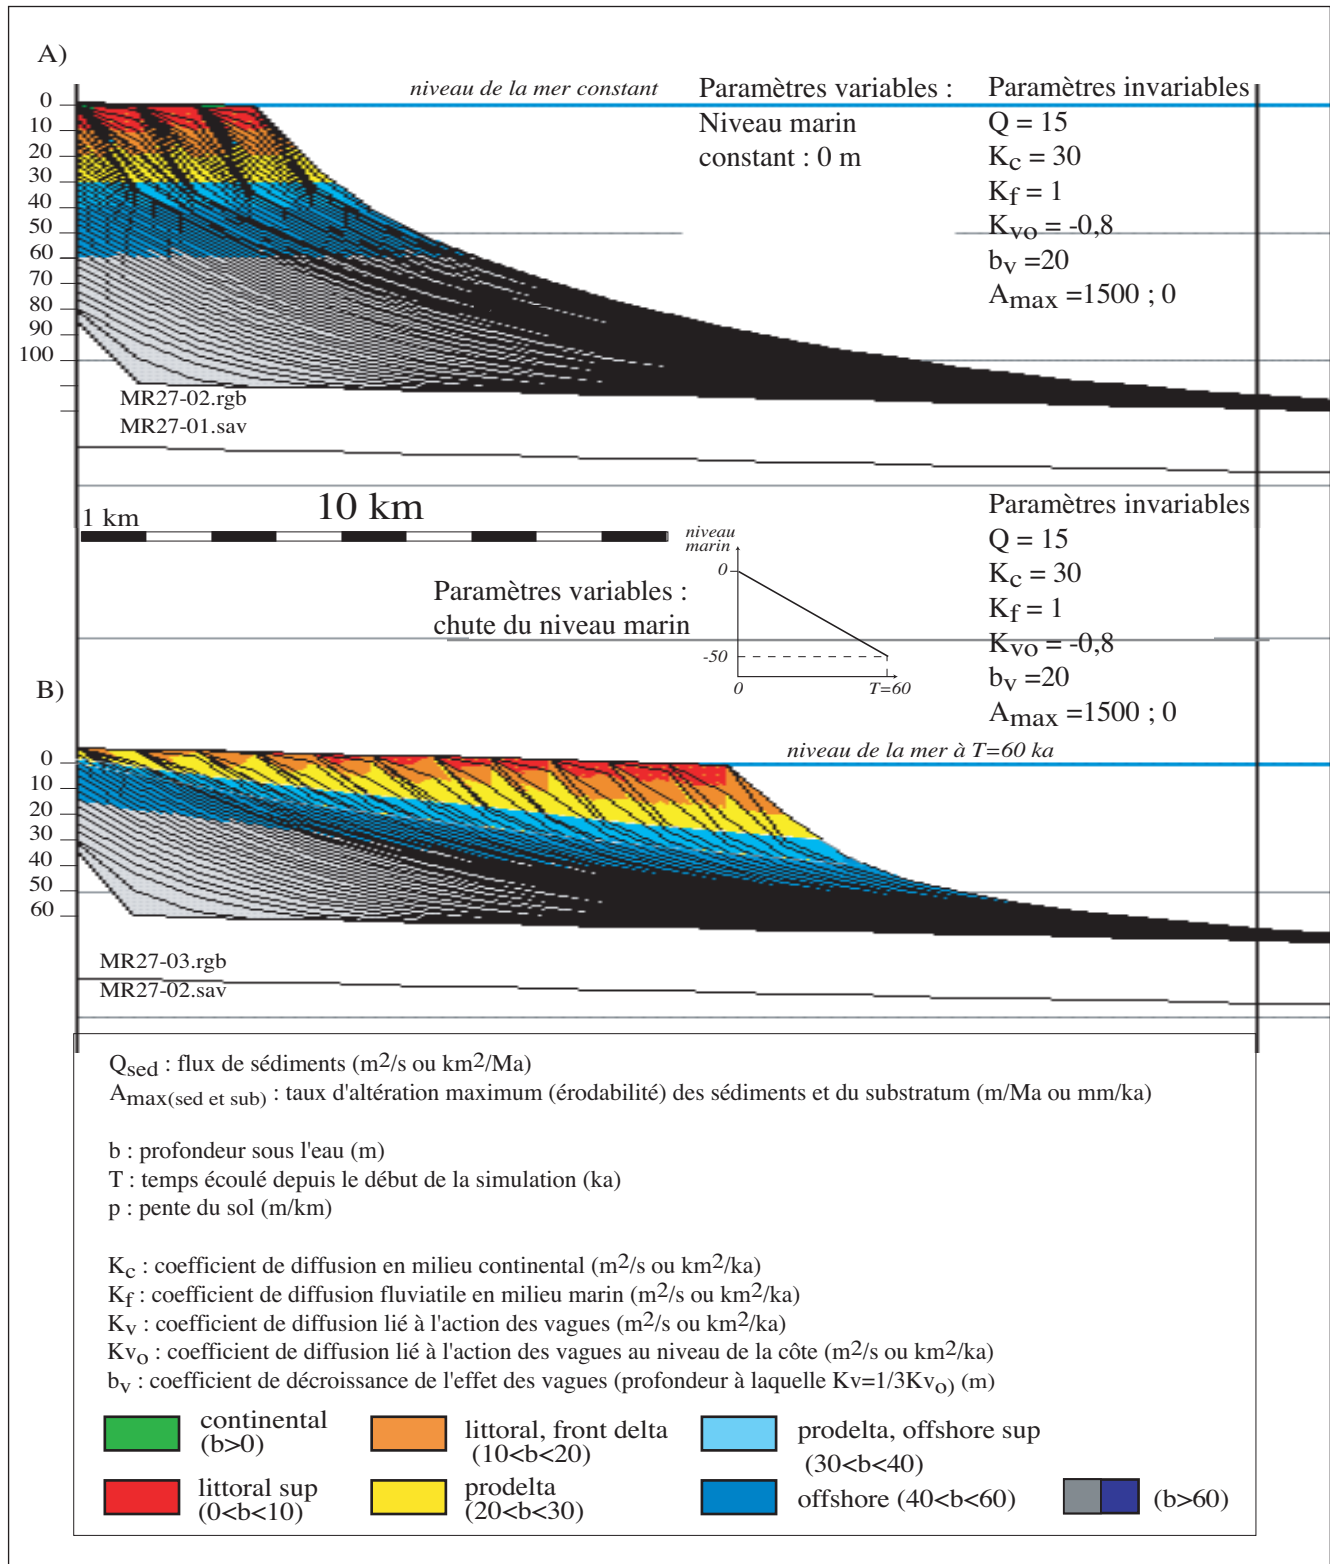 A)
niveau de la mer constant
Paramètres variables :
Niveau marin
constant : 0 m
Paramètres invariables
Q = 15
Kc = 30
Kf = 1
Kvo = -0,8
bv =20
Amax =1500 ; 0
0
10
20
30
40
50
60
70
80
90
100
MR27-02.rgb
MR27-01.sav
1 km
10 km
Paramètres variables :
chute du niveau marin
niveau
marin
0
-50
0
T=60
Paramètres invariables
Q = 15
Kc = 30
Kf = 1
Kvo = -0,8
bv =20
Amax =1500 ; 0
B)
niveau de la mer à T=60 ka
0
10
20
30
40
50
60
MR27-03.rgb
MR27-02.sav
Qsed : flux de sédiments (m2/s ou km2/Ma)
Amax(sed et sub) : taux d'altération maximum (érodabilité) des sédiments et du substratum (m/Ma ou mm/ka)
b : profondeur sous l'eau (m)
T : temps écoulé depuis le début de la simulation (ka)
p : pente du sol (m/km)
Kc : coefficient de diffusion en milieu continental (m2/s ou km2/ka)
Kf : coefficient de diffusion fluviatile en milieu marin (m2/s ou km2/ka)
Kv : coefficient de diffusion lié à l'action des vagues (m2/s ou km2/ka)
Kvo : coefficient de diffusion lié à l'action des vagues au niveau de la côte (m2/s ou km2/ka)
bv : coefficient de décroissance de l'effet des vagues (profondeur à laquelle Kv=1/3Kvo) (m)
continental
(b>0)
littoral, front delta
(10<b<20)
prodelta, offshore sup
(30<b<40)
littoral sup
(0<b<10)
prodelta
(20<b<30)
offshore (40<b<60)
(b>60)